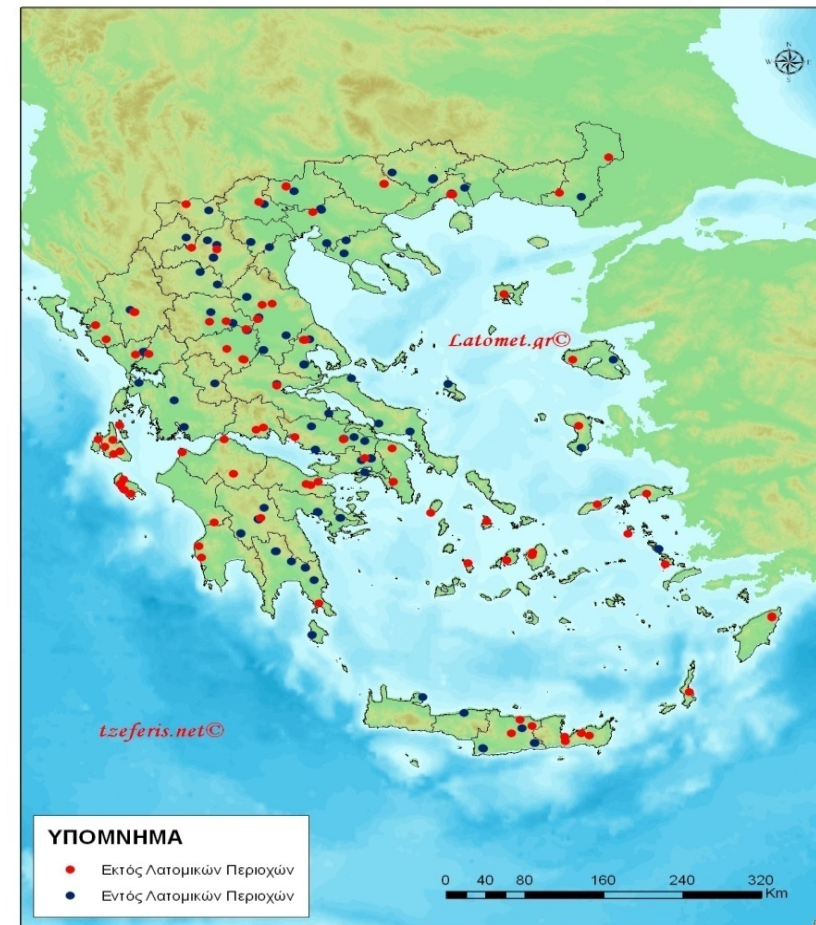 N
W E
S
Latomet.gr©
tzeferis.net©
ΥΠΟΜΝΗΜΑ
Εκτός Λατομικών Περιοχών
Εντός Λατομικών Περιοχών
0 40 80 160 240 320
Km